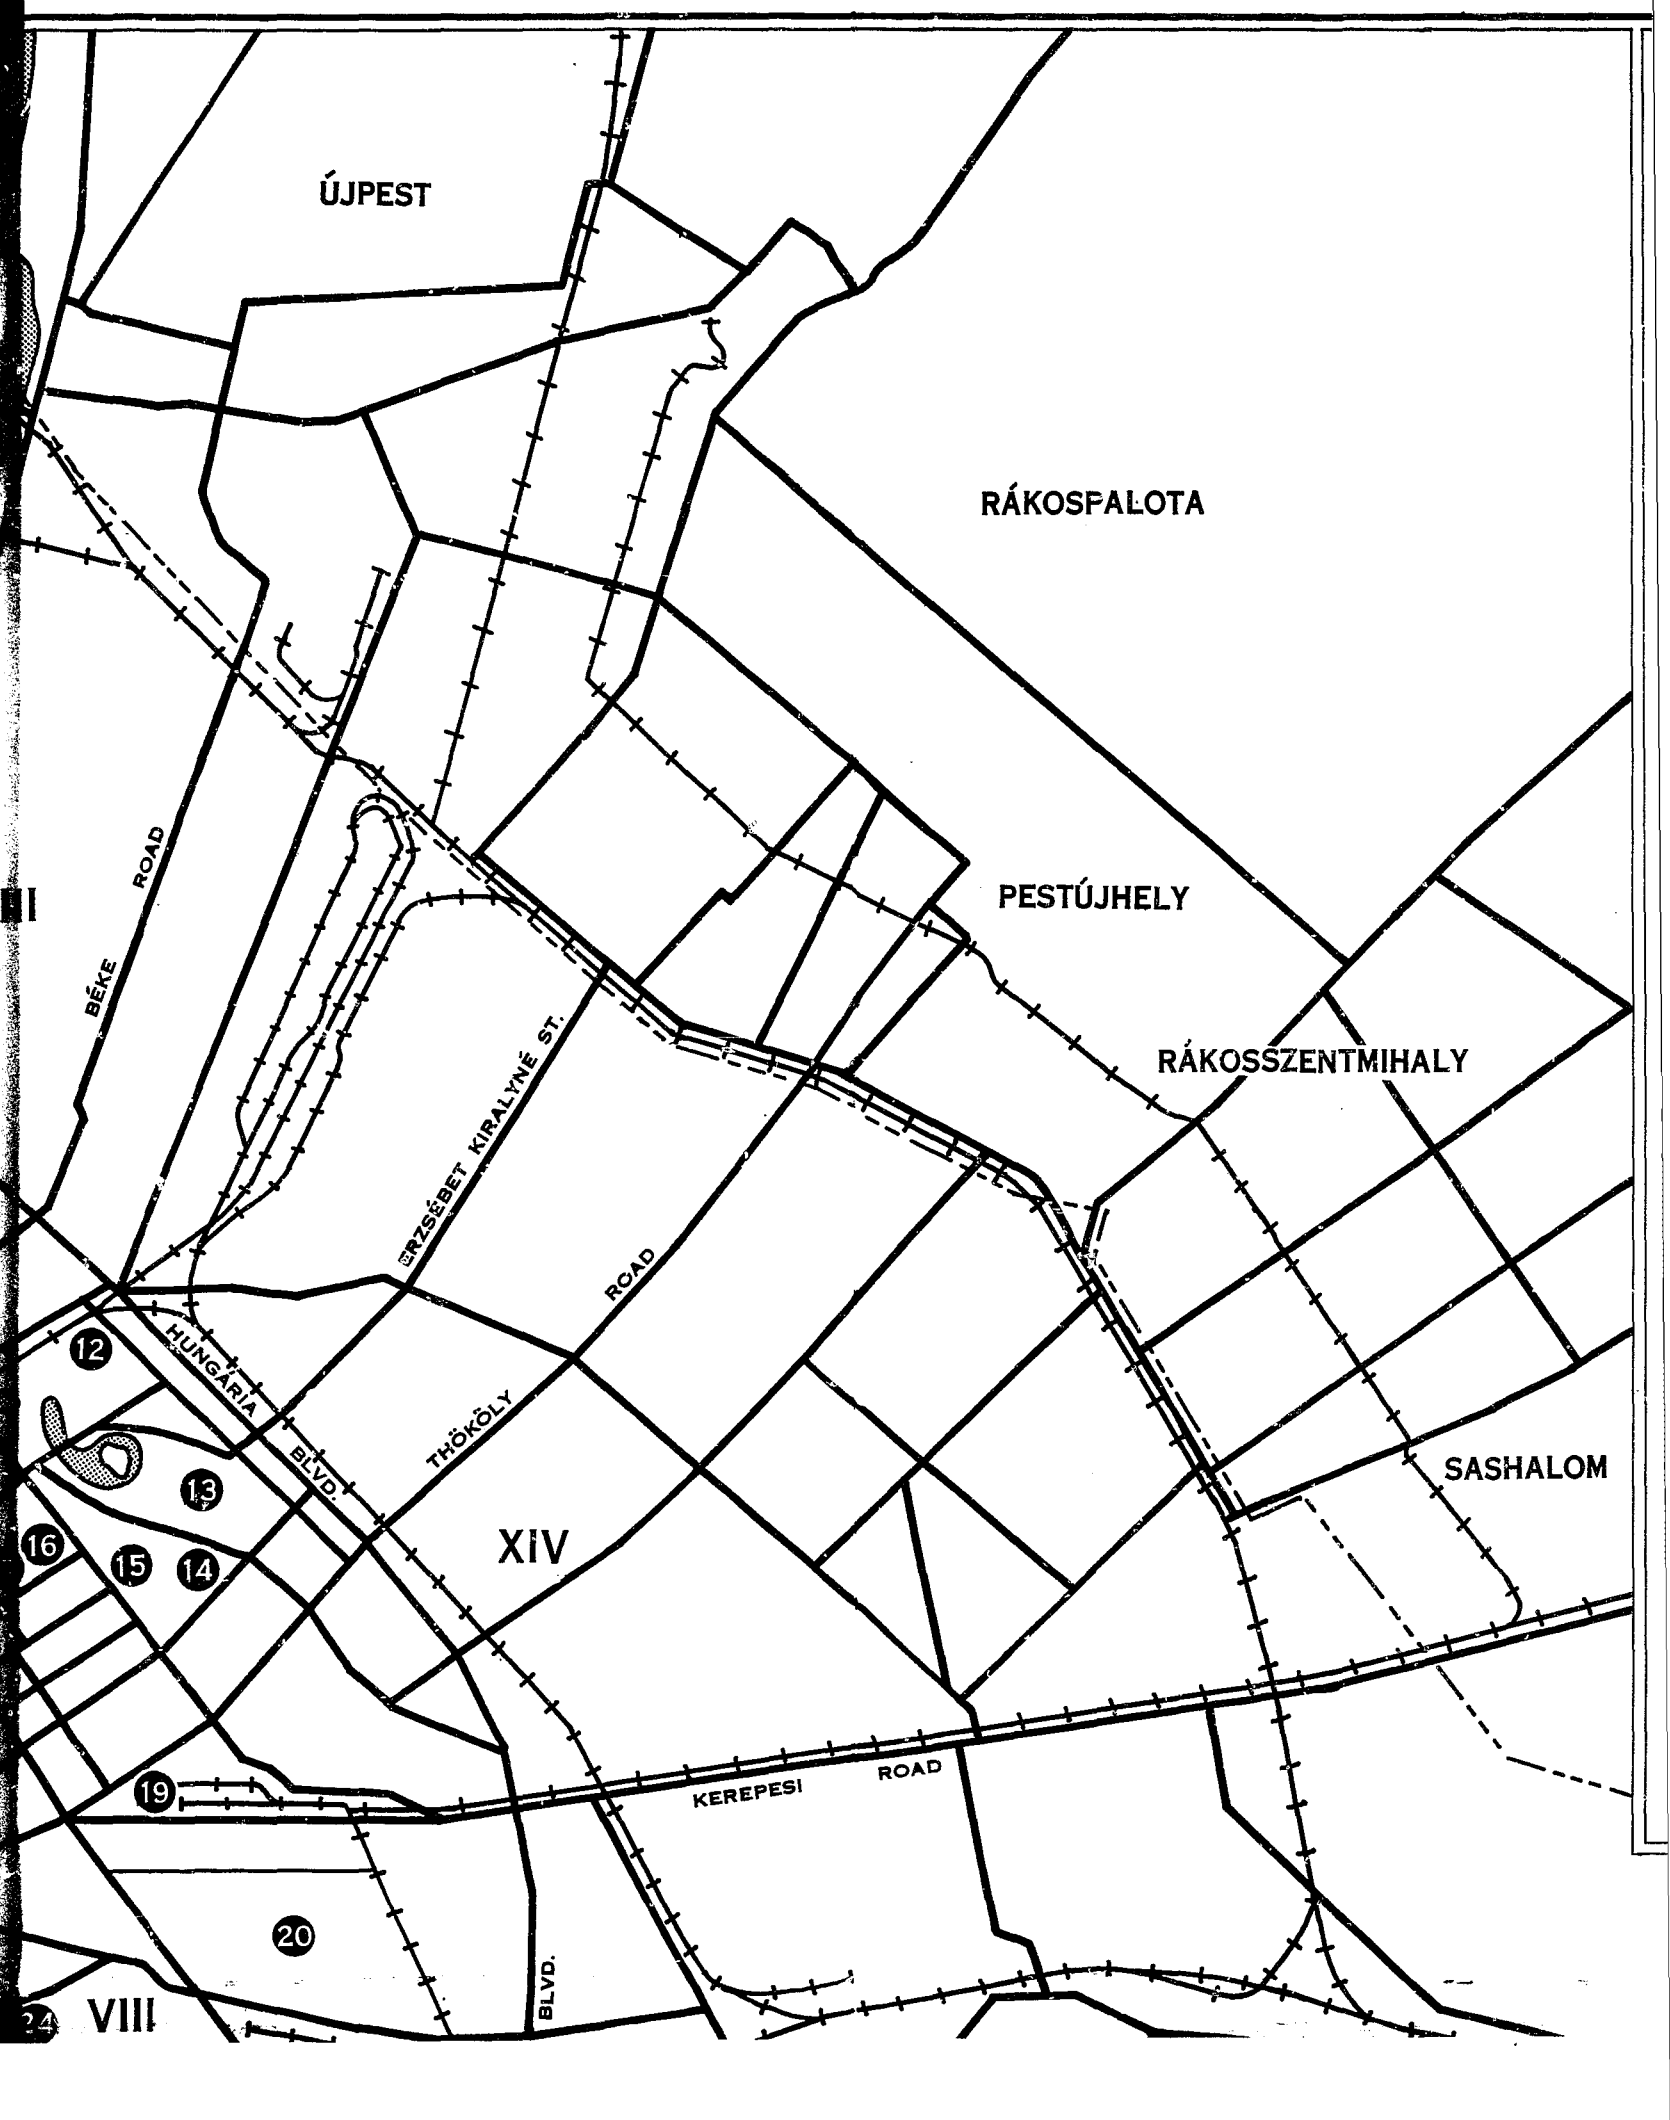 ÚJPEST
RÁKOSPALOTA
BÉKE ROAD
PESTÚJHELY
RÁKOSSZENTMIHALY
ERZSÉBET KIRALYNÉ ST.
ROAD
12
HUNGÁRIA BLVD.
THÖKÖLY
SASHALOM
13
XIV
16
15
14
19
KEREPESI ROAD
20
BLVD.
24
VIII